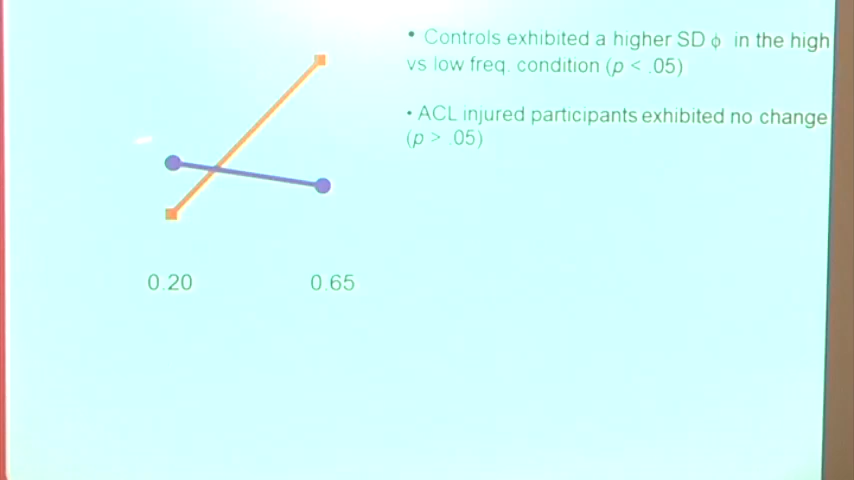 • Controls exhibited a higher SD ϕ in the high
vs low freq. condition (p < .05)
• ACL injured participants exhibited no change
(p > .05)
0.20 0.65